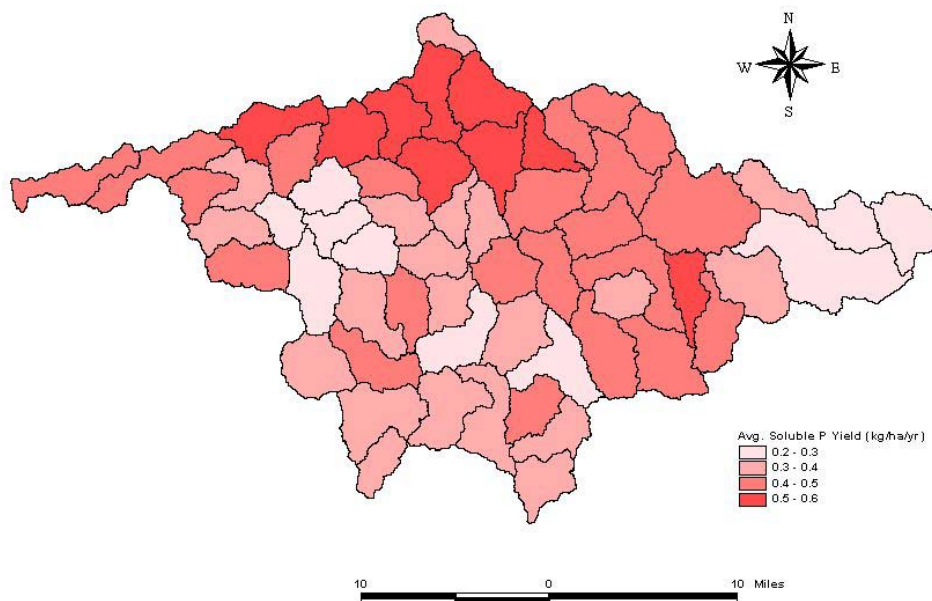 N
W E
S
Avg. Soluble P Yield (kg/ha/yr)
0.2 - 0.3
0.3 - 0.4
0.4 - 0.5
0.5 - 0.6
10 0 10 Miles